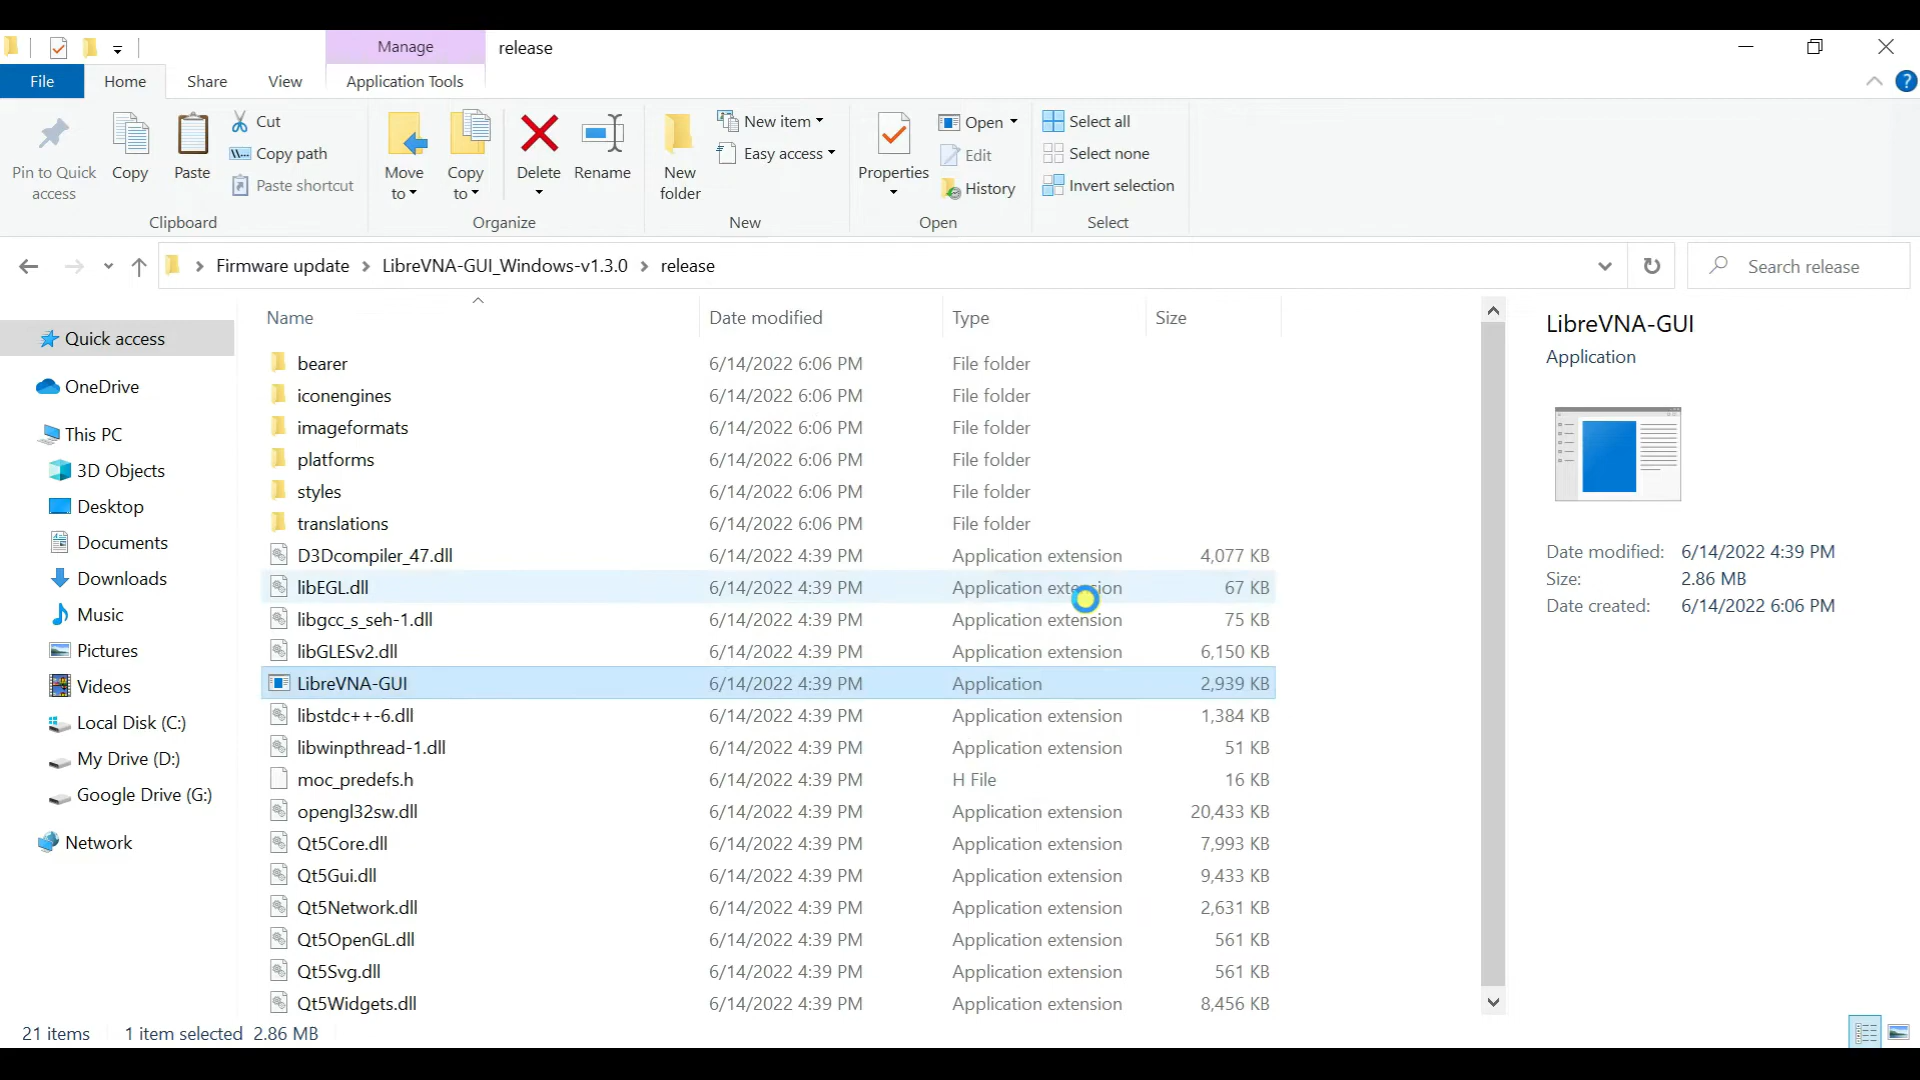 Manage
release
File
Home
Share
View
Application Tools
Pin to Quick access
Copy
Paste
Cut
Copy path
Paste shortcut
Clipboard
Move to
Copy to
Delete
Rename
Organize
New folder
New item
Easy access
New
Properties
Open
Edit
History
Open
Select all
Select none
Invert selection
Select
Firmware update
LibreVNA-GUI_Windows-v1.3.0
release
Search release
Quick access
OneDrive
This PC
3D Objects
Desktop
Documents
Downloads
Music
Pictures
Videos
Local Disk (C:)
My Drive (D:)
Google Drive (G:)
Network
Name Date modified Type Size
bearer 6/14/2022 6:06 PM File folder
iconengines 6/14/2022 6:06 PM File folder
imageformats 6/14/2022 6:06 PM File folder
platforms 6/14/2022 6:06 PM File folder
styles 6/14/2022 6:06 PM File folder
translations 6/14/2022 6:06 PM File folder
D3Dcompiler_47.dll 6/14/2022 4:39 PM Application extension 4,077 KB
libEGL.dll 6/14/2022 4:39 PM Application extension 67 KB
libgcc_s_seh-1.dll 6/14/2022 4:39 PM Application extension 75 KB
libGLESv2.dll 6/14/2022 4:39 PM Application extension 6,150 KB
LibreVNA-GUI 6/14/2022 4:39 PM Application 2,939 KB
libstdc++-6.dll 6/14/2022 4:39 PM Application extension 1,384 KB
libwinpthread-1.dll 6/14/2022 4:39 PM Application extension 51 KB
moc_predefs.h 6/14/2022 4:39 PM H File 16 KB
opengl32sw.dll 6/14/2022 4:39 PM Application extension 20,433 KB
Qt5Core.dll 6/14/2022 4:39 PM Application extension 7,993 KB
Qt5Gui.dll 6/14/2022 4:39 PM Application extension 9,433 KB
Qt5Network.dll 6/14/2022 4:39 PM Application extension 2,631 KB
Qt5OpenGL.dll 6/14/2022 4:39 PM Application extension 561 KB
Qt5Svg.dll 6/14/2022 4:39 PM Application extension 561 KB
Qt5Widgets.dll 6/14/2022 4:39 PM Application extension 8,456 KB
LibreVNA-GUI
Application
Date modified: 6/14/2022 4:39 PM
Size: 2.86 MB
Date created: 6/14/2022 6:06 PM
21 items 1 item selected 2.86 MB